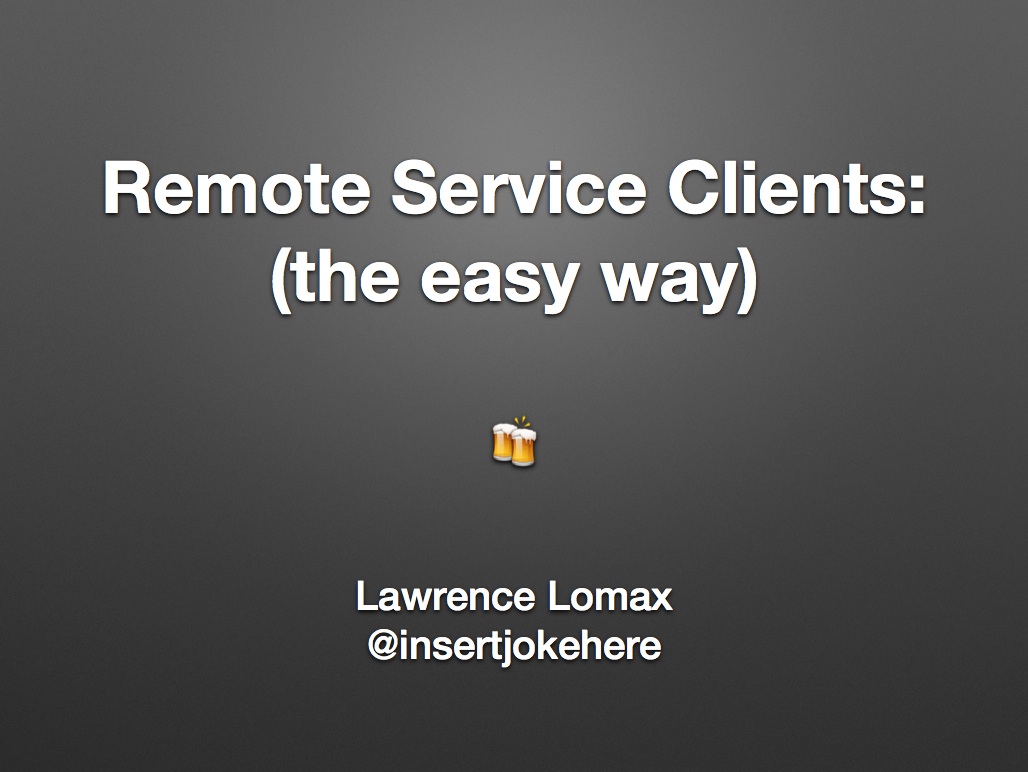 Remote Service Clients:
(the easy way)
Lawrence Lomax
@insertjokehere